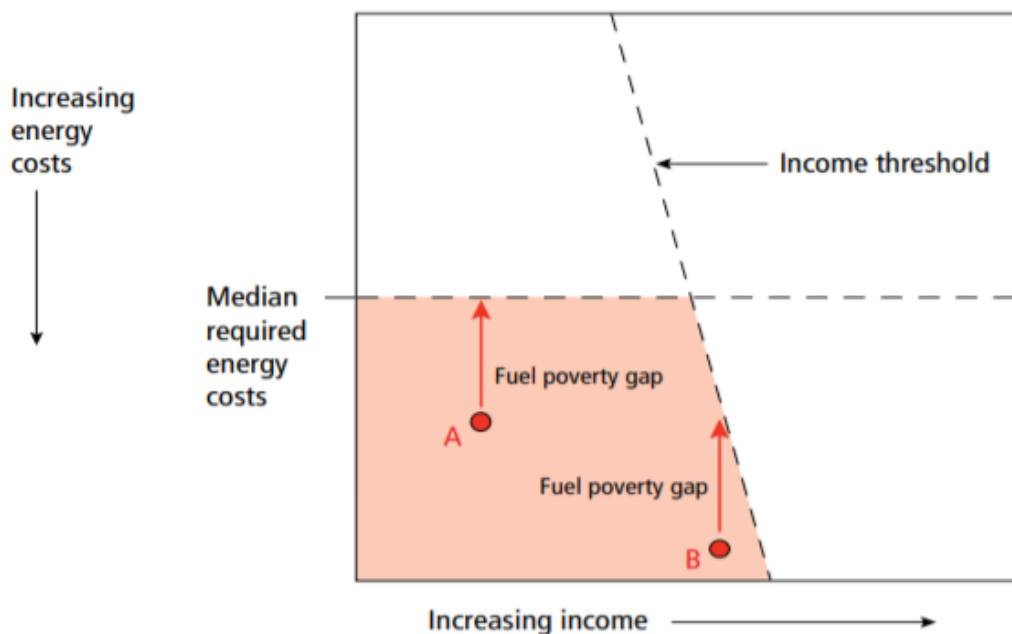 Increasing
energy
costs
Income threshold
Median
required
energy
costs
Fuel poverty gap
A
Fuel poverty gap
B
Increasing income